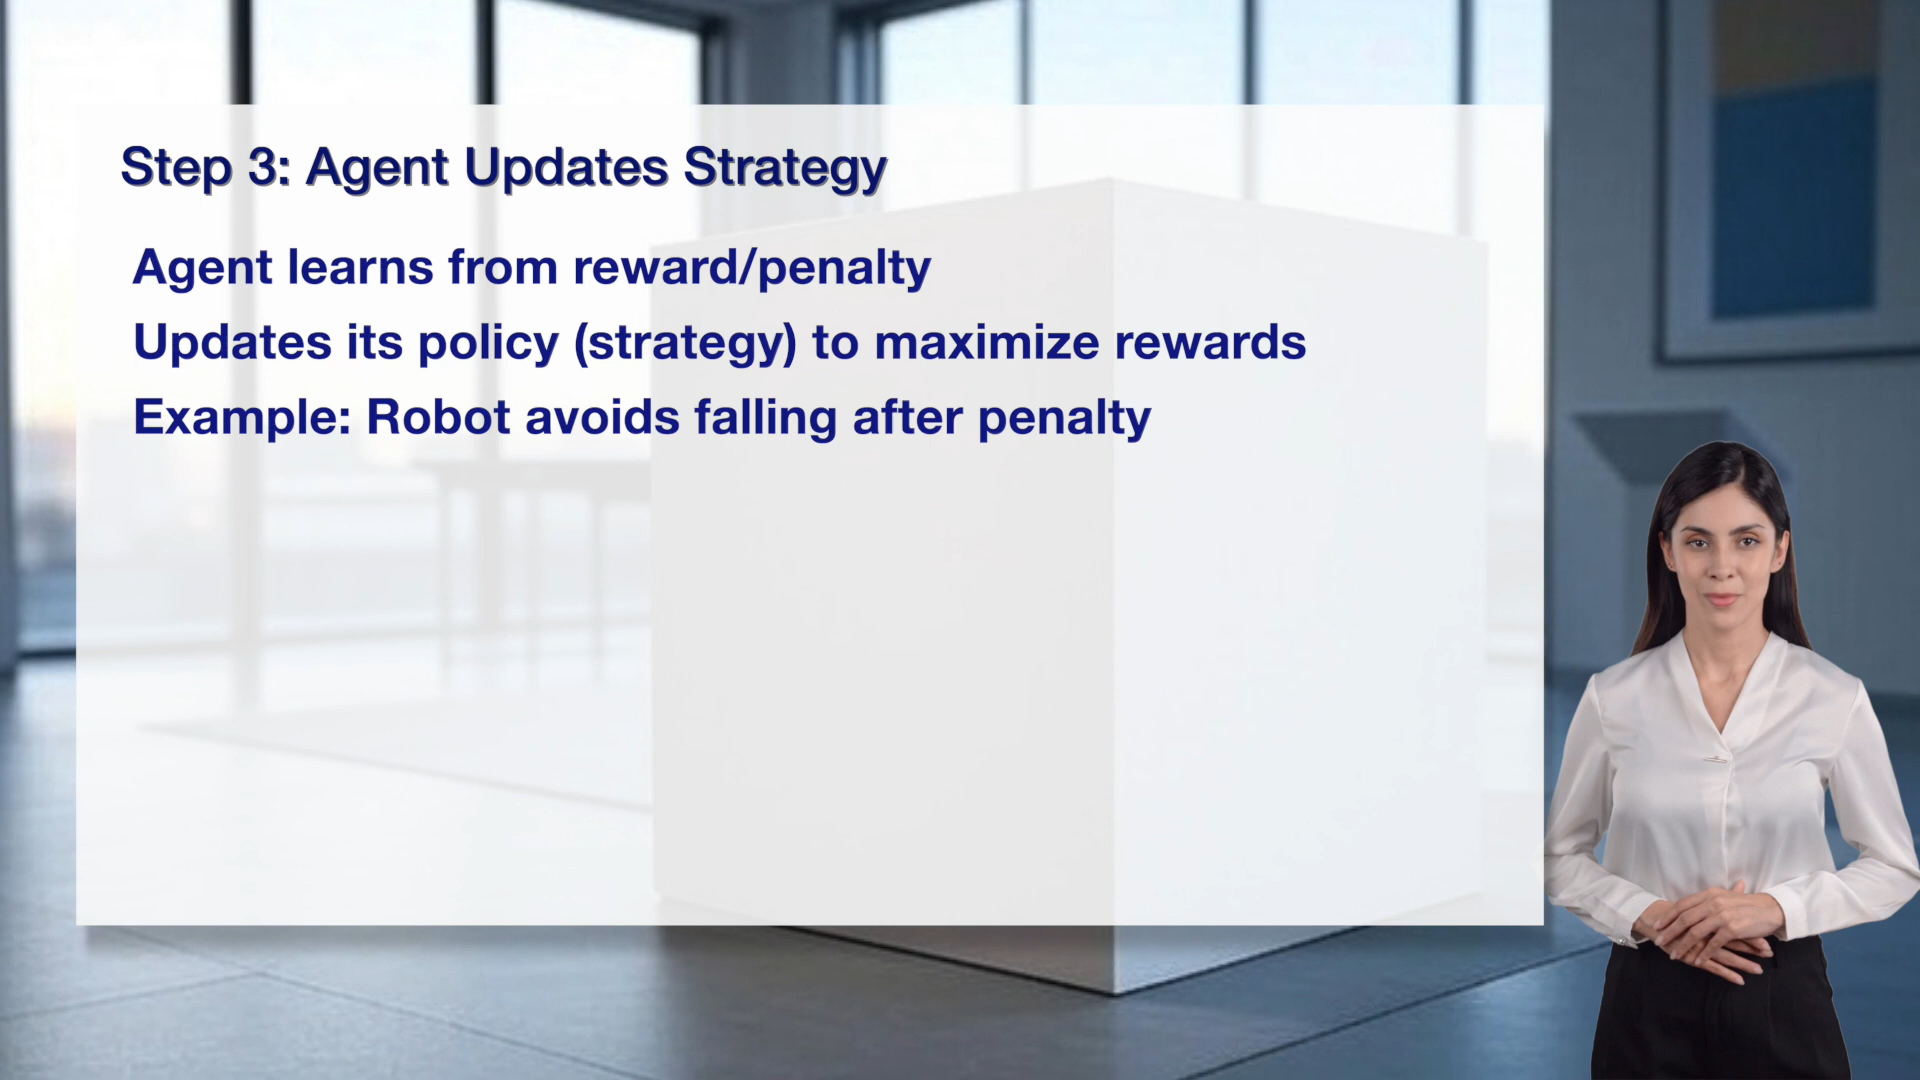 Step 3: Agent Updates Strategy
Agent learns from reward/penalty
Updates its policy (strategy) to maximize rewards
Example: Robot avoids falling after penalty